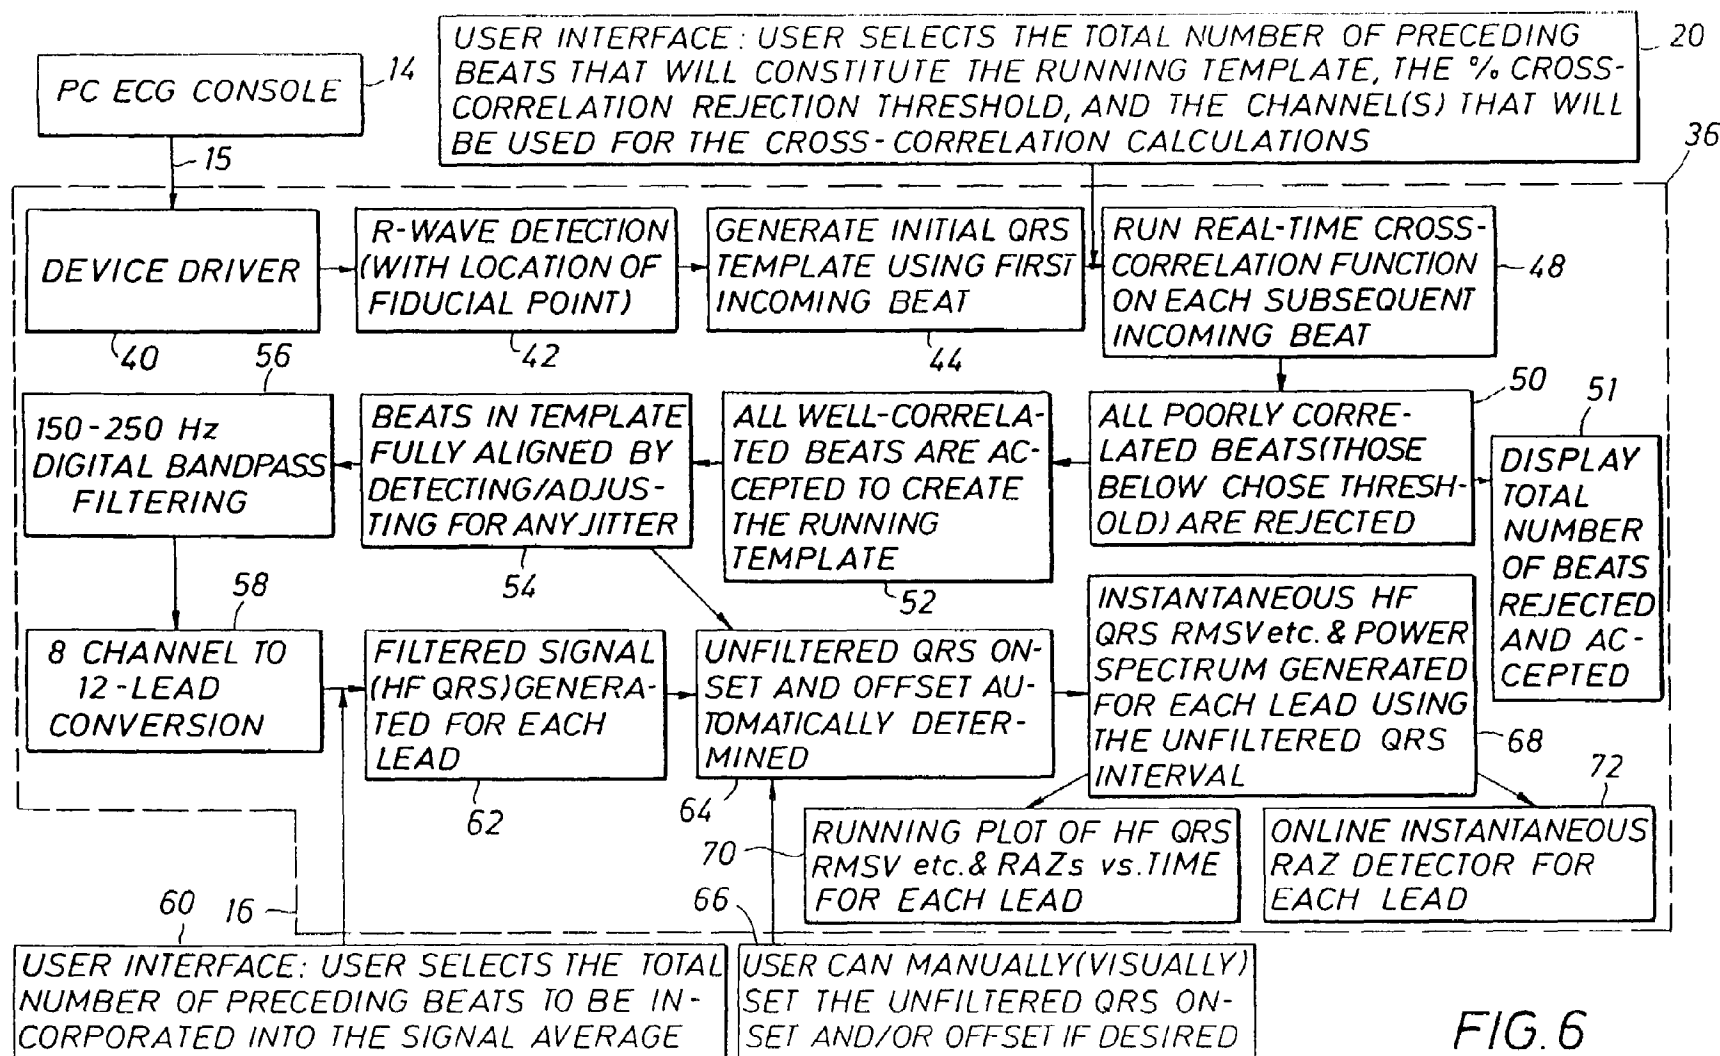 USER INTERFACE: USER SELECTS THE TOTAL NUMBER OF PRECEDING
BEATS THAT WILL CONSTITUTE THE RUNNING TEMPLATE, THE % CROSS-
CORRELATION REJECTION THRESHOLD, AND THE CHANNEL(S) THAT WILL
BE USED FOR THE CROSS-CORRELATION CALCULATIONS
20
PC ECG CONSOLE
14
15
36
DEVICE DRIVER
40
R-WAVE DETECTION
(WITH LOCATION OF
FIDUCIAL POINT)
42
GENERATE INITIAL QRS
TEMPLATE USING FIRST
INCOMING BEAT
44
RUN REAL-TIME CROSS-
CORRELATION FUNCTION
ON EACH SUBSEQUENT
INCOMING BEAT
48
56
150-250 Hz
DIGITAL BANDPASS
FILTERING
BEATS IN TEMPLATE
FULLY ALIGNED BY
DETECTING/ADJUS-
TING FOR ANY JITTER
54
ALL WELL-CORRELA-
TED BEATS ARE AC-
CEPTED TO CREATE
THE RUNNING
TEMPLATE
52
ALL POORLY CORRE-
LATED BEATS(THOSE
BELOW CHOSE THRESH-
OLD) ARE REJECTED
50
51
DISPLAY
TOTAL
NUMBER
OF BEATS
REJECTED
AND AC-
CEPTED
58
8 CHANNEL TO
12-LEAD
CONVERSION
FILTERED SIGNAL
(HF QRS) GENERA-
TED FOR EACH
LEAD
62
UNFILTERED QRS ON-
SET AND OFFSET AU-
TOMATICALLY DETER-
MINED
64
INSTANTANEOUS HF
QRS RMSV etc. & POWER
SPECTRUM GENERATED
FOR EACH LEAD USING
THE UNFILTERED QRS
INTERVAL
68
70
RUNNING PLOT OF HF QRS
RMSV etc. & RAZs vs. TIME
FOR EACH LEAD
72
ONLINE INSTANTANEOUS
RAZ DETECTOR FOR
EACH LEAD
60
16
USER INTERFACE: USER SELECTS THE TOTAL
NUMBER OF PRECEDING BEATS TO BE IN-
CORPORATED INTO THE SIGNAL AVERAGE
66
USER CAN MANUALLY(VISUALLY)
SET THE UNFILTERED QRS ON-
SET AND/OR OFFSET IF DESIRED
FIG. 6